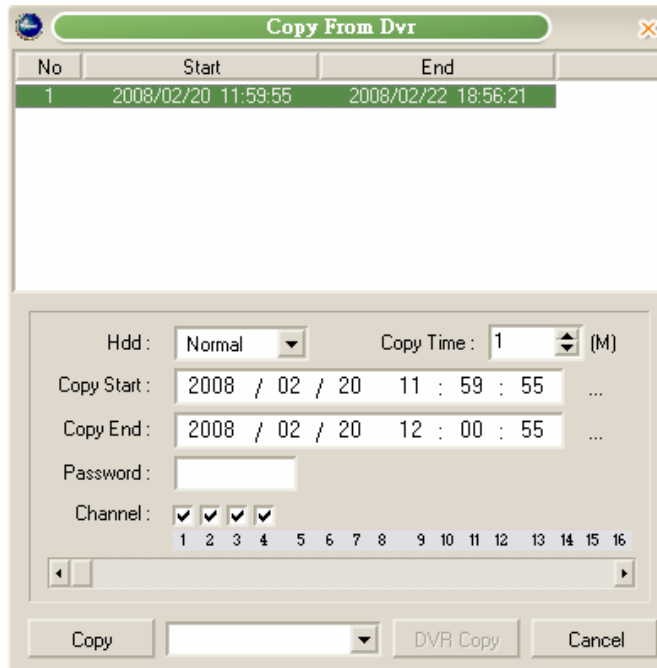 Copy From Dvr
No Start End
1 2008/02/20 11:59:55 2008/02/22 18:56:21
Hdd : Normal Copy Time : 1 (M)
Copy Start : 2008 / 02 / 20 11 : 59 : 55 ...
Copy End : 2008 / 02 / 20 12 : 00 : 55 ...
Password :
Channel :
1 2 3 4 5 6 7 8 9 10 11 12 13 14 15 16
Copy DVR Copy Cancel